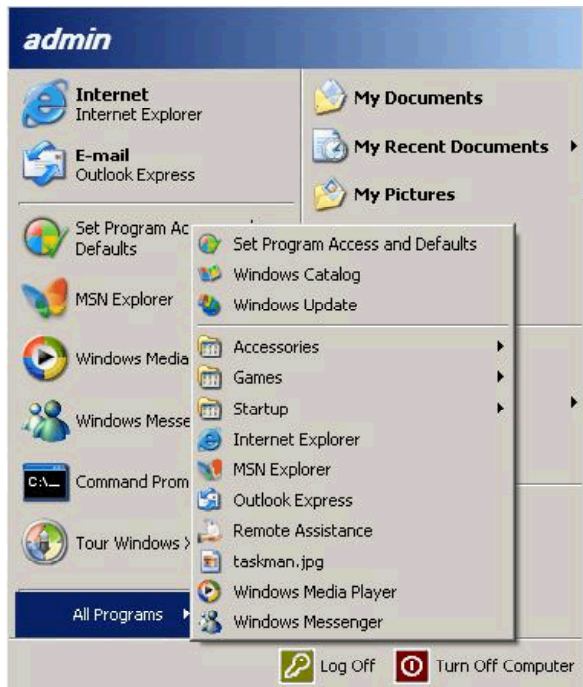 admin
Internet
Internet Explorer
E-mail
Outlook Express
Set Program Ac
Defaults
MSN Explorer
Windows Media
Windows Messe
Command Prom
C:\_
Tour Windows
All Programs
My Documents
My Recent Documents
My Pictures
Set Program Access and Defaults
Windows Catalog
Windows Update
Accessories
Games
Startup
Internet Explorer
MSN Explorer
Outlook Express
Remote Assistance
taskman.jpg
Windows Media Player
Windows Messenger
Log Off
Turn Off Computer